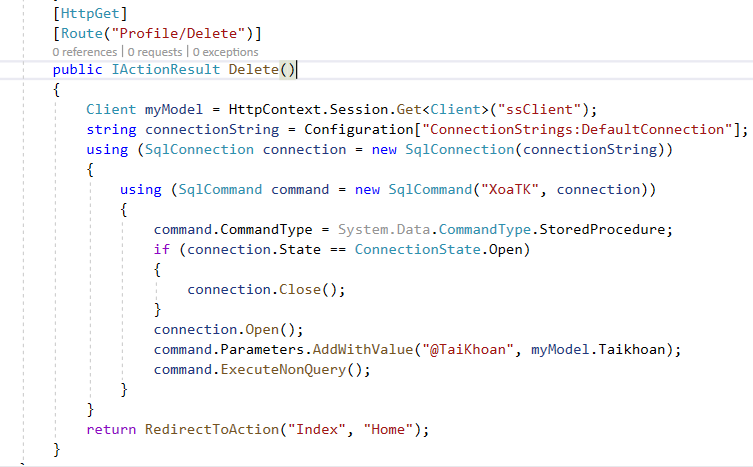 [HttpGet]
[Route("Profile/Delete")]
0 references | 0 requests | 0 exceptions
public IActionResult Delete()
{
Client myModel = HttpContext.Session.Get<Client>("ssClient");
string connectionString = Configuration["ConnectionStrings:DefaultConnection"];
using (SqlConnection connection = new SqlConnection(connectionString))
{
using (SqlCommand command = new SqlCommand("XoaTK", connection))
{
command.CommandType = System.Data.CommandType.StoredProcedure;
if (connection.State == ConnectionState.Open)
{
connection.Close();
}
connection.Open();
command.Parameters.AddWithValue("@TaiKhoan", myModel.Taikhoan);
command.ExecuteNonQuery();
}
}
return RedirectToAction("Index", "Home");
}